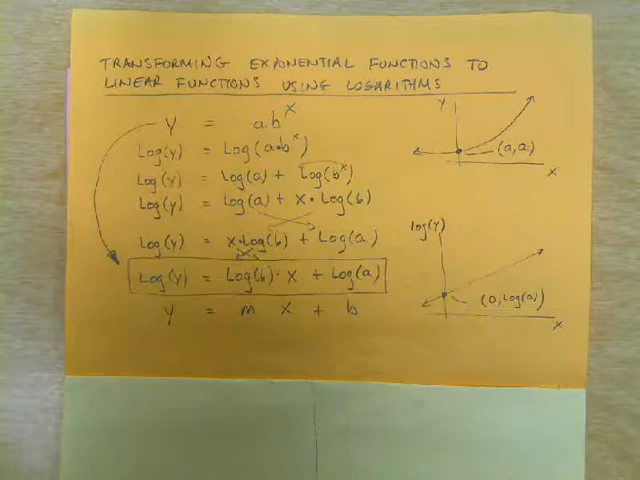 TRANSFORMING EXPONENTIAL FUNCTIONS TO
LINEAR FUNCTIONS USING LOGARITHMS
Y = a·b^x
Log(y) = Log(a·b^x)
Log(y) = Log(a) + Log(b^x)
Log(y) = Log(a) + x·Log(b)
Log(y) = x·Log(b) + Log(a)
Log(y) = Log(b)·x + Log(a)
y = m x + b
Y
(0,a)
X
log(y)
(0,Log(a))
X